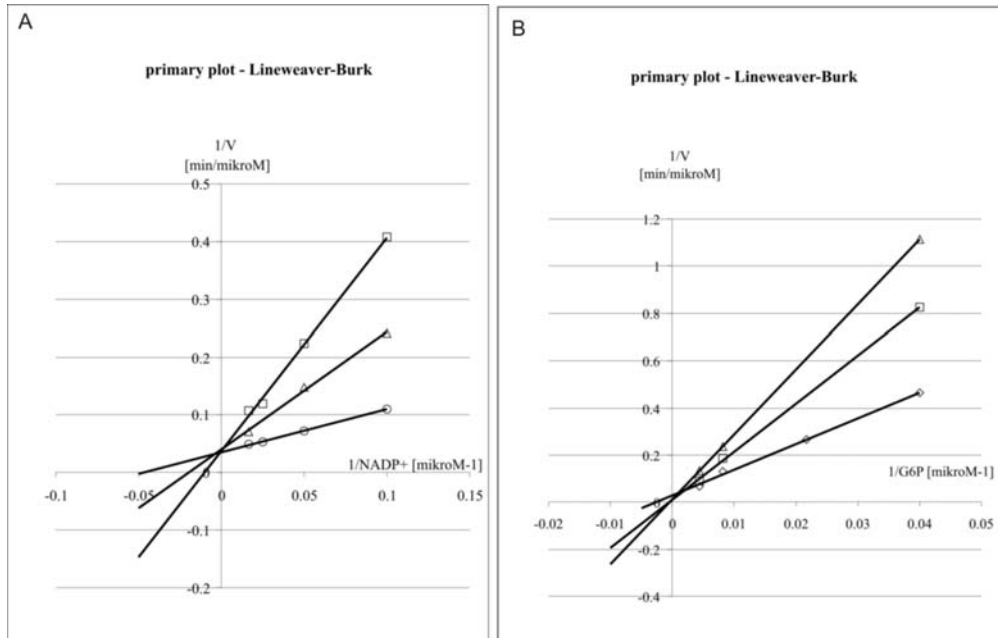 A
primary plot - Lineweaver-Burk
1/V
[min/mikroM]
0.5
0.4
0.3
0.2
0.1
1/NADP+ [mikroM-1]
-0.1
-0.05
0
0.05
0.1
0.15
-0.1
-0.2
B
primary plot - Lineweaver-Burk
1/V
[min/mikroM]
1.2
1
0.8
0.6
0.4
0.2
1/G6P [mikroM-1]
-0.02
-0.01
0
0.01
0.02
0.03
0.04
0.05
-0.2
-0.4